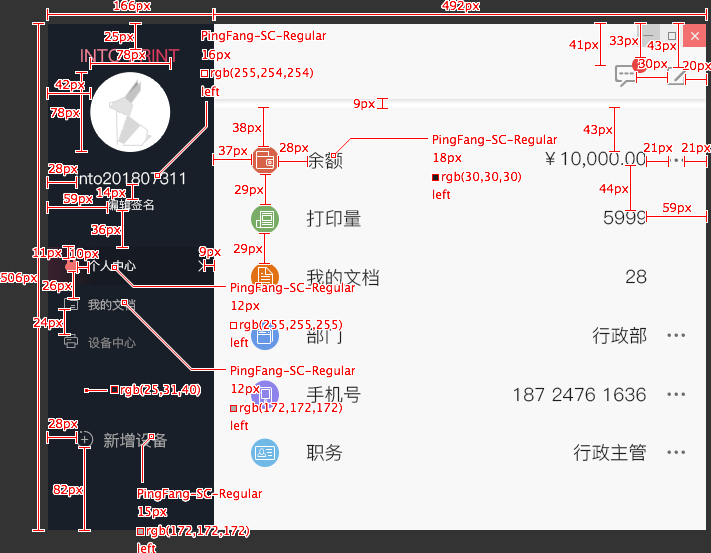 166px
492px
25px
INTO PRINT
78px
PingFang-SC-Regular
16px
rgb(255,254,254)
left
41px
33px
43px
30px
20px
42px
78px
9px
38px
43px
PingFang-SC-Regular
18px
rgb(30,30,30)
left
37px
28px
余额
￥10,000.00
21px
21px
28px
nto201807311
14px
59px
编辑签名
29px
44px
59px
打印量
5999
36px
11px
10px
9px
29px
个人中心
506px
26px
我的文档
28
PingFang-SC-Regular
12px
rgb(255,255,255)
left
我的文档
24px
部门
行政部
设备中心
PingFang-SC-Regular
12px
rgb(172,172,172)
left
rgb(25,31,40)
手机号
187 2476 1636
28px
新增设备
职务
行政主管
82px
PingFang-SC-Regular
15px
rgb(172,172,172)
left